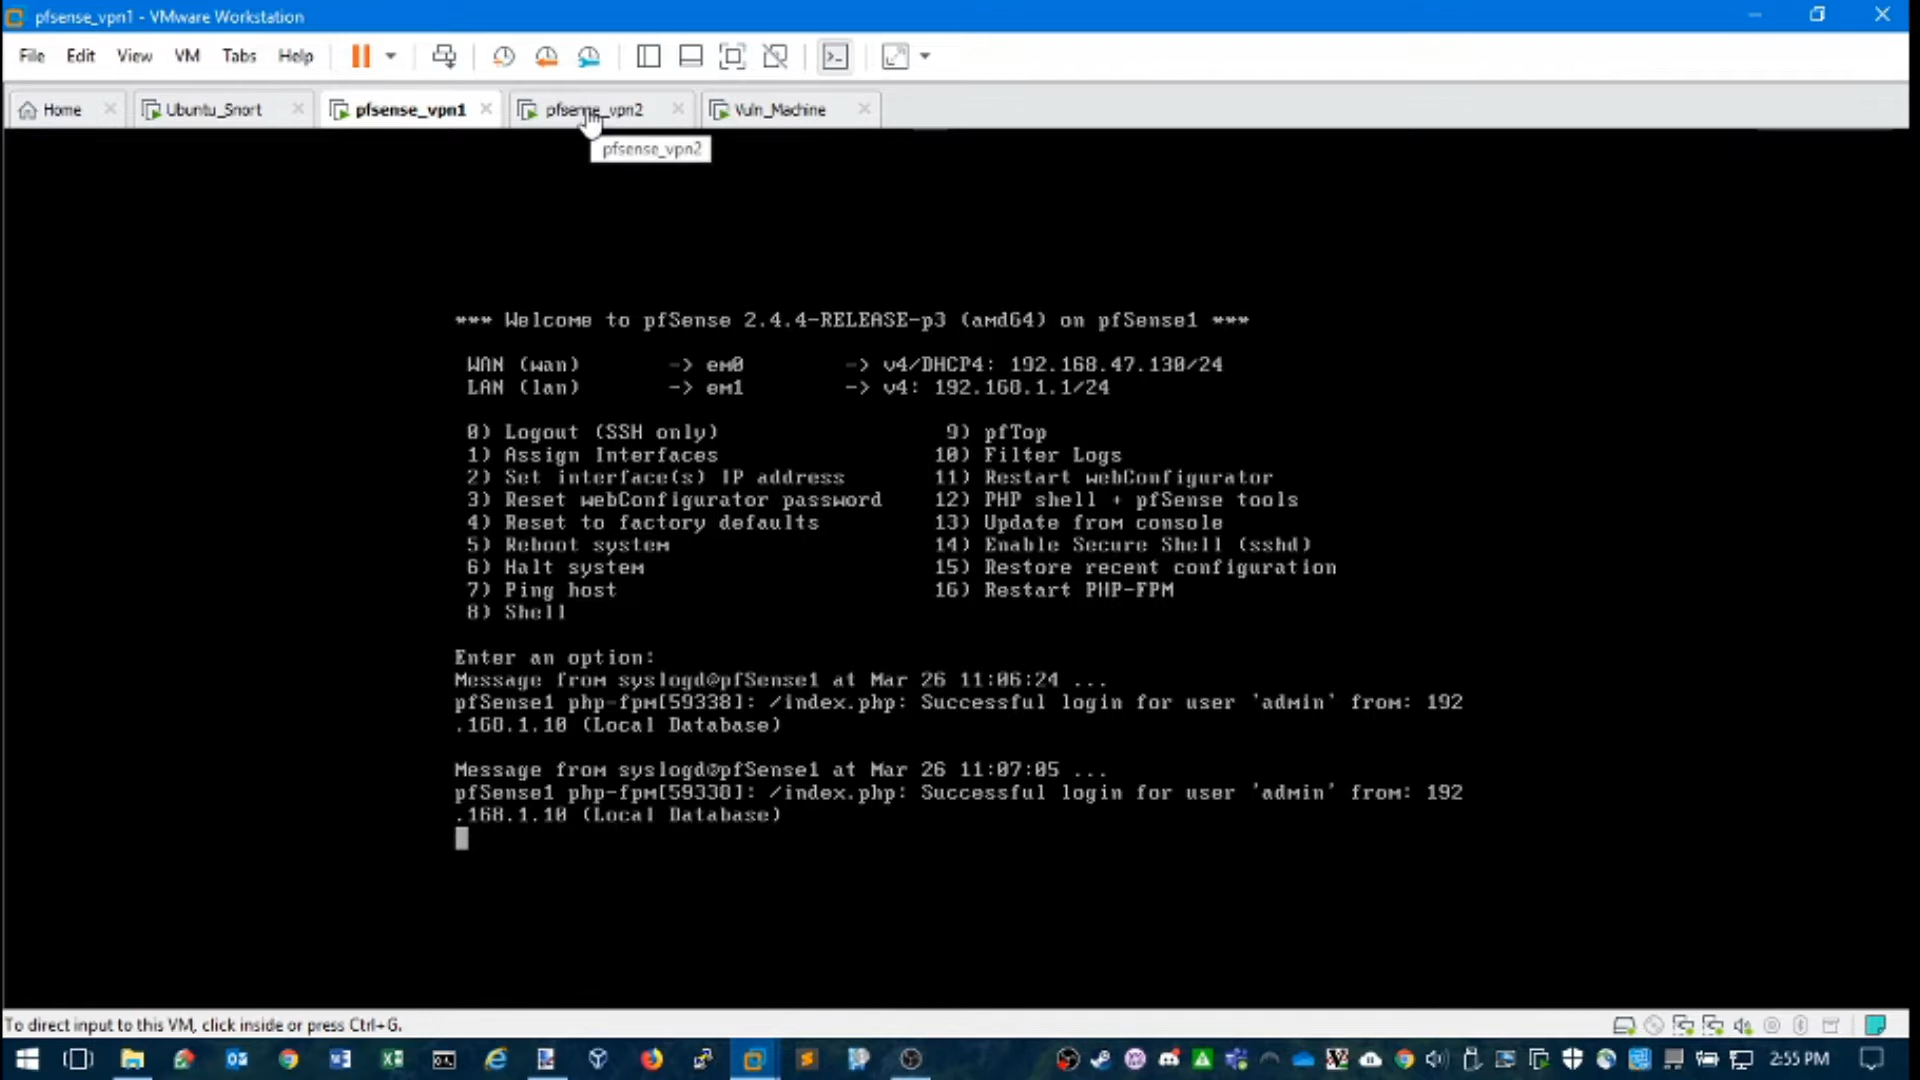 pfsense_vpn1 - VMware Workstation
File Edit View VM Tabs Help
Home Ubuntu_Snort pfsense_vpn1 pfsense_vpn2 Vuln_Machine
pfsense_vpn2
*** Welcome to pfSense 2.4.4-RELEASE-p3 (amd64) on pfSense1 ***
WAN (wan) -> em0 -> v4/DHCP4: 192.168.47.130/24
LAN (lan) -> em1 -> v4: 192.168.1.1/24
0) Logout (SSH only) 9) pfTop
1) Assign Interfaces 10) Filter Logs
2) Set interface(s) IP address 11) Restart webConfigurator
3) Reset webConfigurator password 12) PHP shell + pfSense tools
4) Reset to factory defaults 13) Update from console
5) Reboot system 14) Enable Secure Shell (sshd)
6) Halt system 15) Restore recent configuration
7) Ping host 16) Restart PHP-FPM
8) Shell
Enter an option:
Message from syslogd@pfSense1 at Mar 26 11:06:24 ...
pfSense1 php-fpm[59338]: /index.php: Successful login for user 'admin' from: 192
.168.1.10 (Local Database)
Message from syslogd@pfSense1 at Mar 26 11:07:05 ...
pfSense1 php-fpm[59338]: /index.php: Successful login for user 'admin' from: 192
.168.1.10 (Local Database)
To direct input to this VM, click inside or press Ctrl+G.
2:55 PM